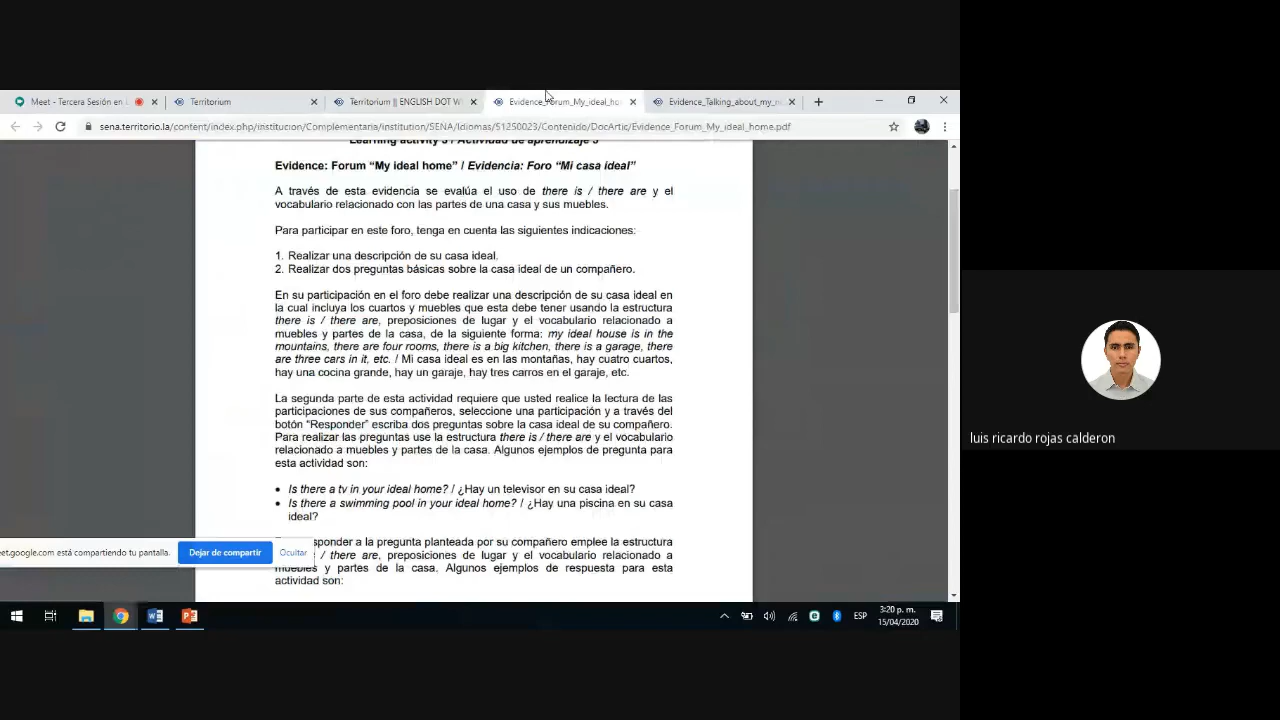 Meet - Tercera Sesión en
Territorium
Territorium || ENGLISH DOT W
Evidence_Forum_My_ideal_ho
Evidence_Talking_about_my_n
sena.territorio.la/content/index.php/institucion/Complementaria/institution/SENA/Idiomas/51250023/Contenido/DocArtic/Evidence_Forum_My_ideal_home.pdf
Learning activity 3 / Actividad de aprendizaje 3
Evidence: Forum “My ideal home” / Evidencia: Foro “Mi casa ideal”
A través de esta evidencia se evalúa el uso de there is / there are y el
vocabulario relacionado con las partes de una casa y sus muebles.
Para participar en este foro, tenga en cuenta las siguientes indicaciones:
1. Realizar una descripción de su casa ideal.
2. Realizar dos preguntas básicas sobre la casa ideal de un compañero.
En su participación en el foro debe realizar una descripción de su casa ideal en
la cual incluya los cuartos y muebles que esta debe tener usando la estructura
there is / there are, preposiciones de lugar y el vocabulario relacionado a
muebles y partes de la casa, de la siguiente forma: my ideal house is in the
mountains, there are four rooms, there is a big kitchen, there is a garage, there
are three cars in it, etc. / Mi casa ideal es en las montañas, hay cuatro cuartos,
hay una cocina grande, hay un garaje, hay tres carros en el garaje, etc.
La segunda parte de esta actividad requiere que usted realice la lectura de las
participaciones de sus compañeros, seleccione una participación y a través del
botón “Responder” escriba dos preguntas sobre la casa ideal de su compañero.
Para realizar las preguntas use la estructura there is / there are y el vocabulario
relacionado a muebles y partes de la casa. Algunos ejemplos de pregunta para
esta actividad son:
• Is there a tv in your ideal home? / ¿Hay un televisor en su casa ideal?
• Is there a swimming pool in your ideal home? / ¿Hay una piscina en su casa
ideal?
sponder a la pregunta planteada por su compañero emplee la estructura
/ there are, preposiciones de lugar y el vocabulario relacionado a
muebles y partes de la casa. Algunos ejemplos de respuesta para esta
actividad son:
eet.google.com está compartiendo tu pantalla.
Dejar de compartir
Ocultar
luis ricardo rojas calderon
ESP
3:20 p. m.
15/04/2020